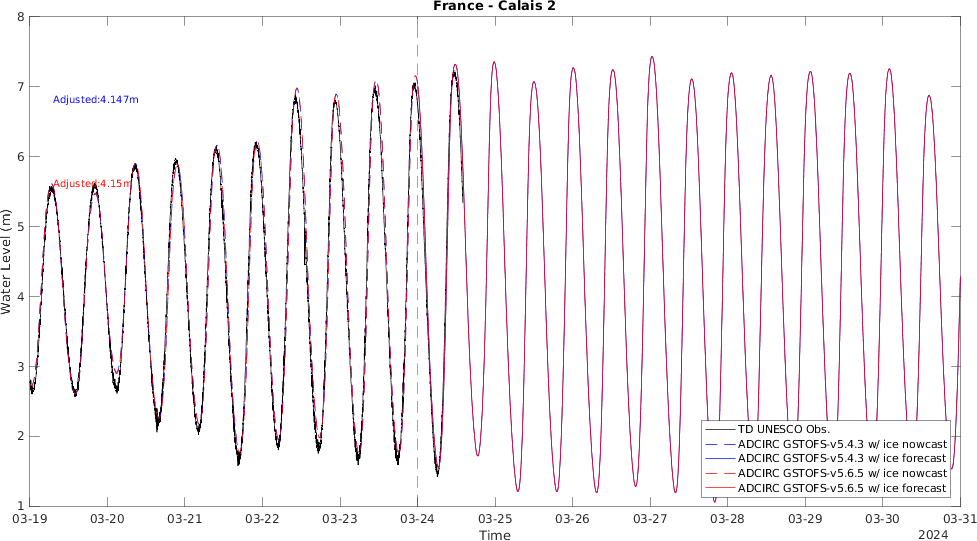 France - Calais 2
8
7
6
5
4
3
2
1
Water Level (m)
Adjusted:4.147m
Adjusted:4.15m
TD UNESCO Obs.
ADCIRC GSTOFS-v5.4.3 w/ ice nowcast
ADCIRC GSTOFS-v5.4.3 w/ ice forecast
ADCIRC GSTOFS-v5.6.5 w/ ice nowcast
ADCIRC GSTOFS-v5.6.5 w/ ice forecast
03-19 03-20 03-21 03-22 03-23 03-24 03-25 03-26 03-27 03-28 03-29 03-30 03-31
Time
2024